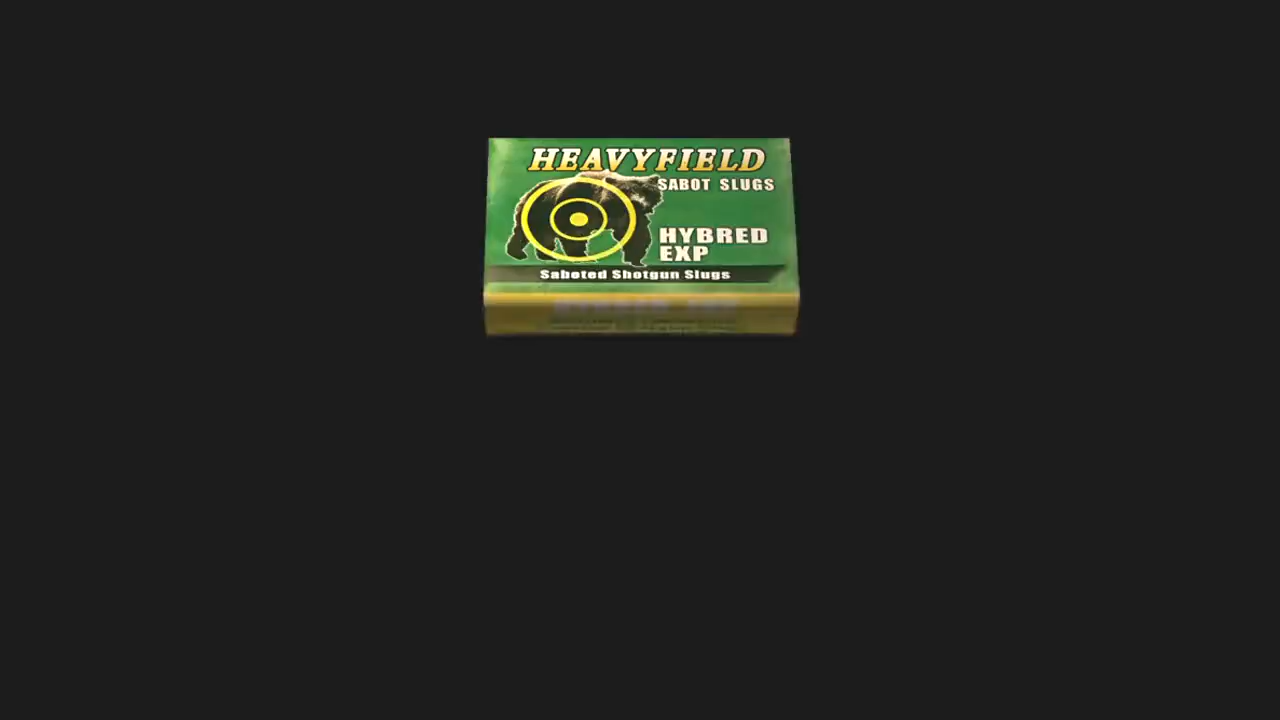 HEAVYFIELD
SABOT SLUGS
HYBRED
EXP
Saboted Shotgun Slugs